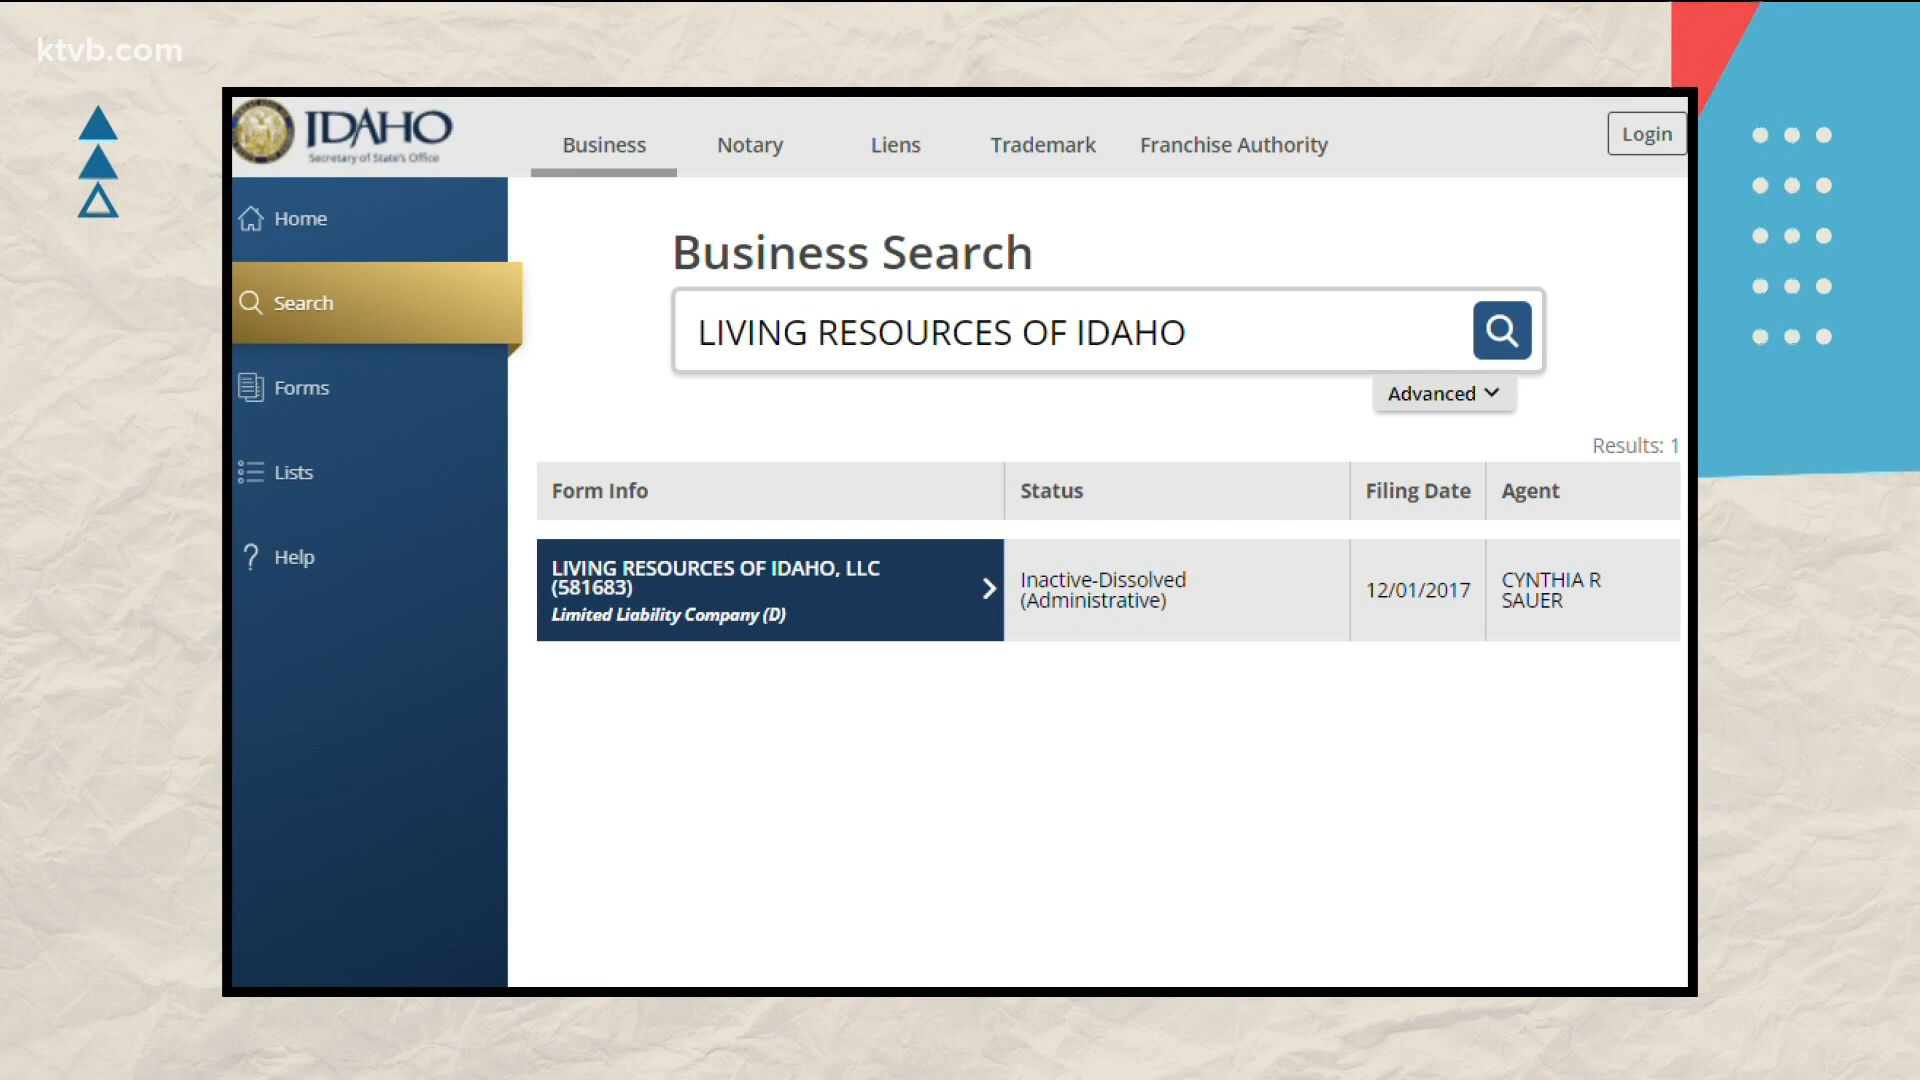 ktvb.com
IDAHO
Secretary of State's Office
Business
Notary
Liens
Trademark
Franchise Authority
Login
Home
Search
Forms
Lists
Help
Business Search
LIVING RESOURCES OF IDAHO
Advanced
Results: 1
Form Info
Status
Filing Date
Agent
LIVING RESOURCES OF IDAHO, LLC
(581683)
Limited Liability Company (D)
Inactive-Dissolved
(Administrative)
12/01/2017
CYNTHIA R
SAUER